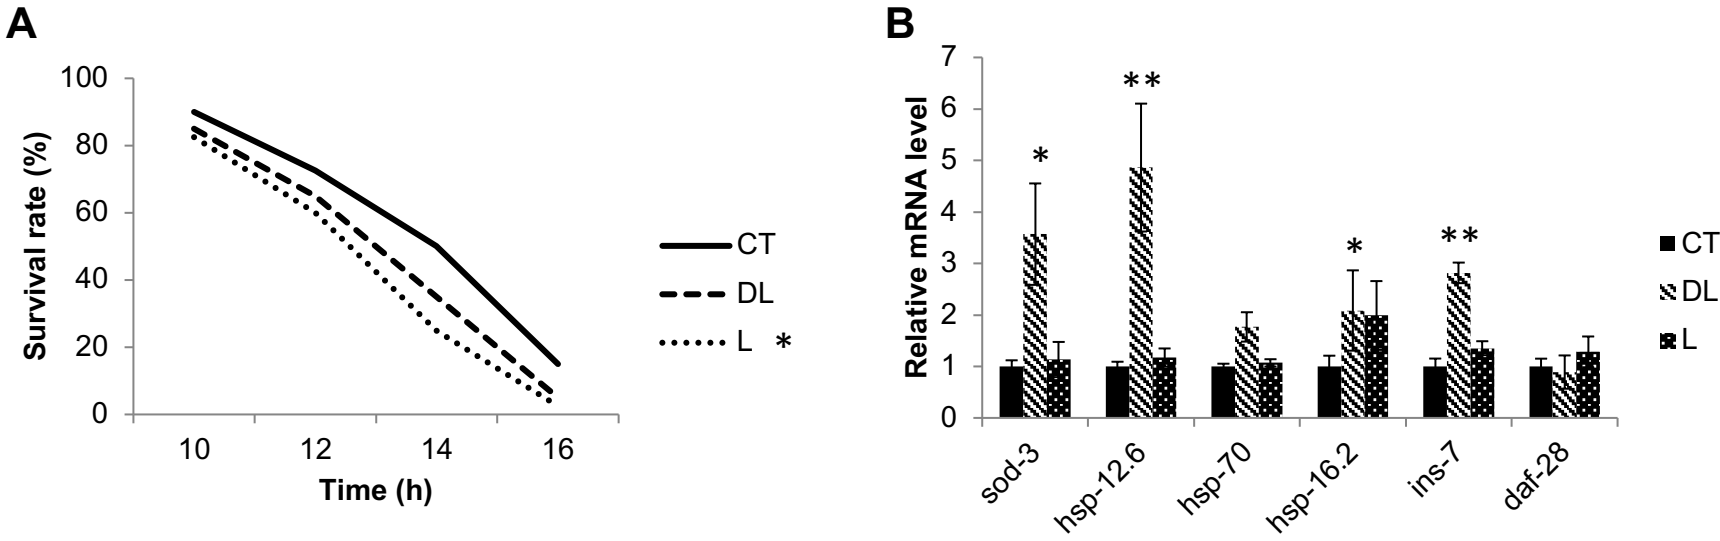 A
100
80
60
40
20
0
Survival rate (%)
10 12 14 16
Time (h)
CT
DL
L *
B
7
6
5
4
3
2
1
0
Relative mRNA level
* ** * **
sod-3 hsp-12.6 hsp-70 hsp-16.2 ins-7 daf-28
CT
DL
L